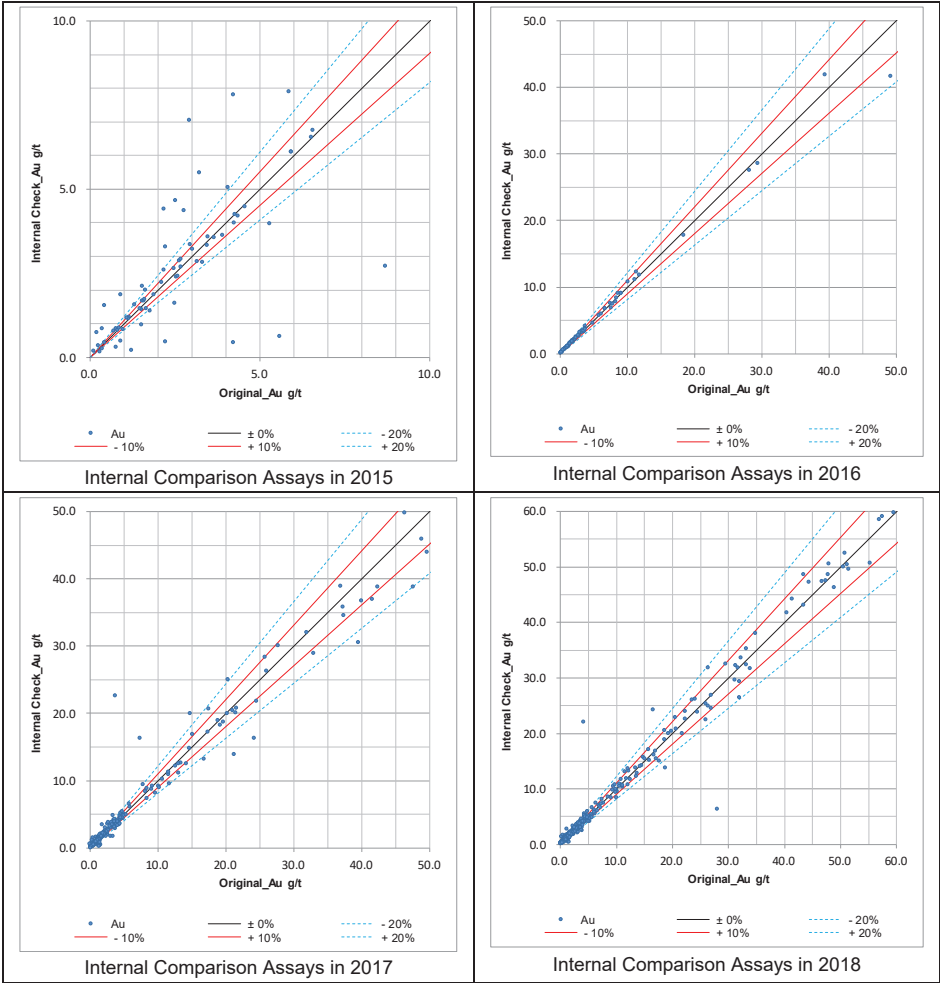 10.0
5.0
0.0
Internal Check_Au g/t
0.0 5.0 10.0
Original_Au g/t
Au ± 0% - 20%
- 10% + 10% + 20%
Internal Comparison Assays in 2015
50.0
40.0
30.0
20.0
10.0
0.0
Internal Check_Au g/t
0.0 10.0 20.0 30.0 40.0 50.0
Original_Au g/t
Au ± 0% - 20%
- 10% + 10% + 20%
Internal Comparison Assays in 2016
50.0
40.0
30.0
20.0
10.0
0.0
Internal Check_Au g/t
0.0 10.0 20.0 30.0 40.0 50.0
Original_Au g/t
Au ± 0% - 20%
- 10% + 10% + 20%
Internal Comparison Assays in 2017
60.0
50.0
40.0
30.0
20.0
10.0
0.0
Internal Check_Au g/t
0.0 10.0 20.0 30.0 40.0 50.0 60.0
Original_Au g/t
Au ± 0% - 20%
- 10% + 10% + 20%
Internal Comparison Assays in 2018